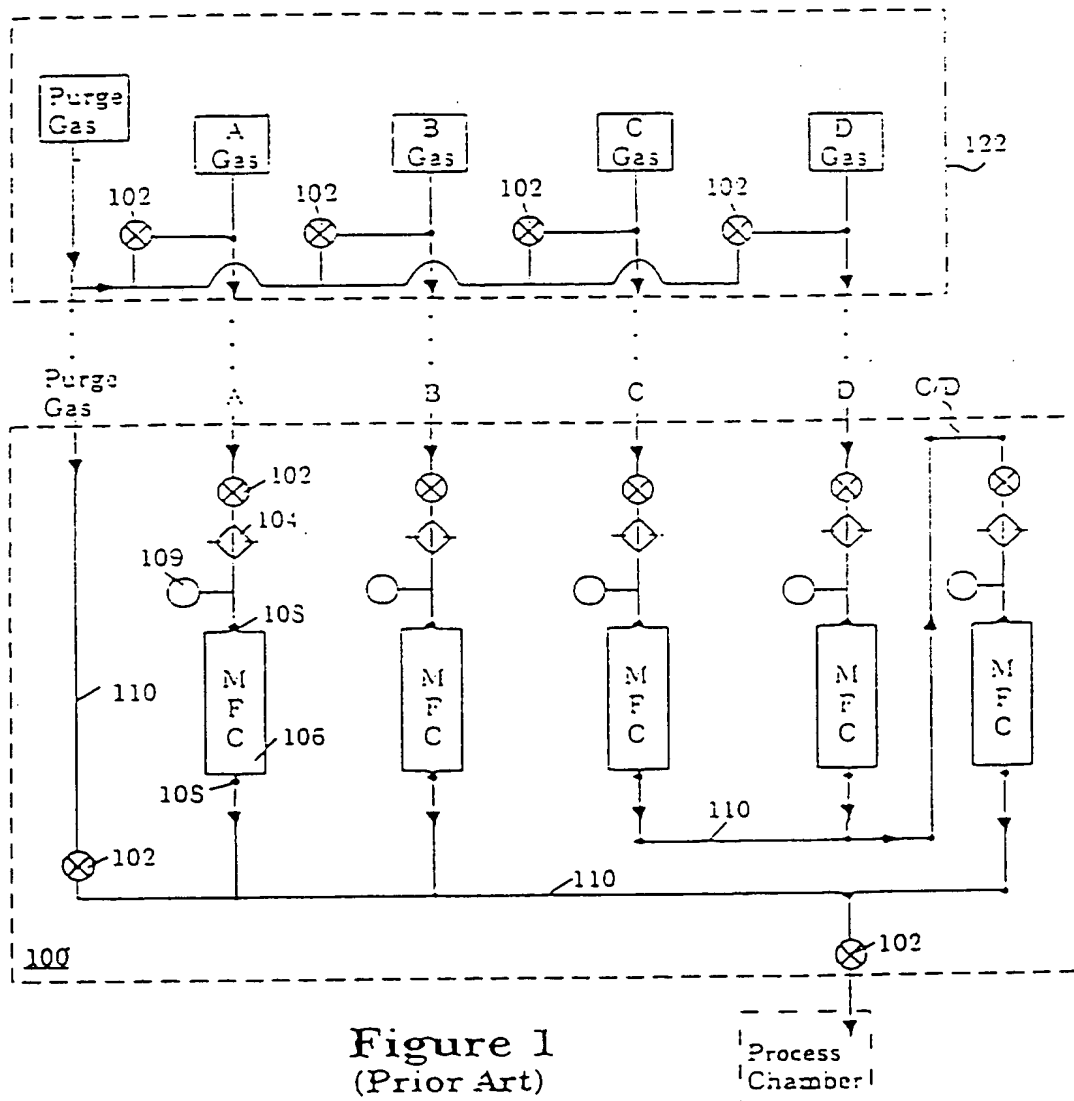 Purge
Gas
A
Gas
B
Gas
C
Gas
D
Gas
122
102
102
102
102
Purge
Gas
A
B
C
D
C/D
102
104
109
108
M
F
C
M
F
C
M
F
C
M
F
C
M
F
C
110
106
108
110
102
110
100
102
Figure 1
(Prior Art)
Process
Chamber